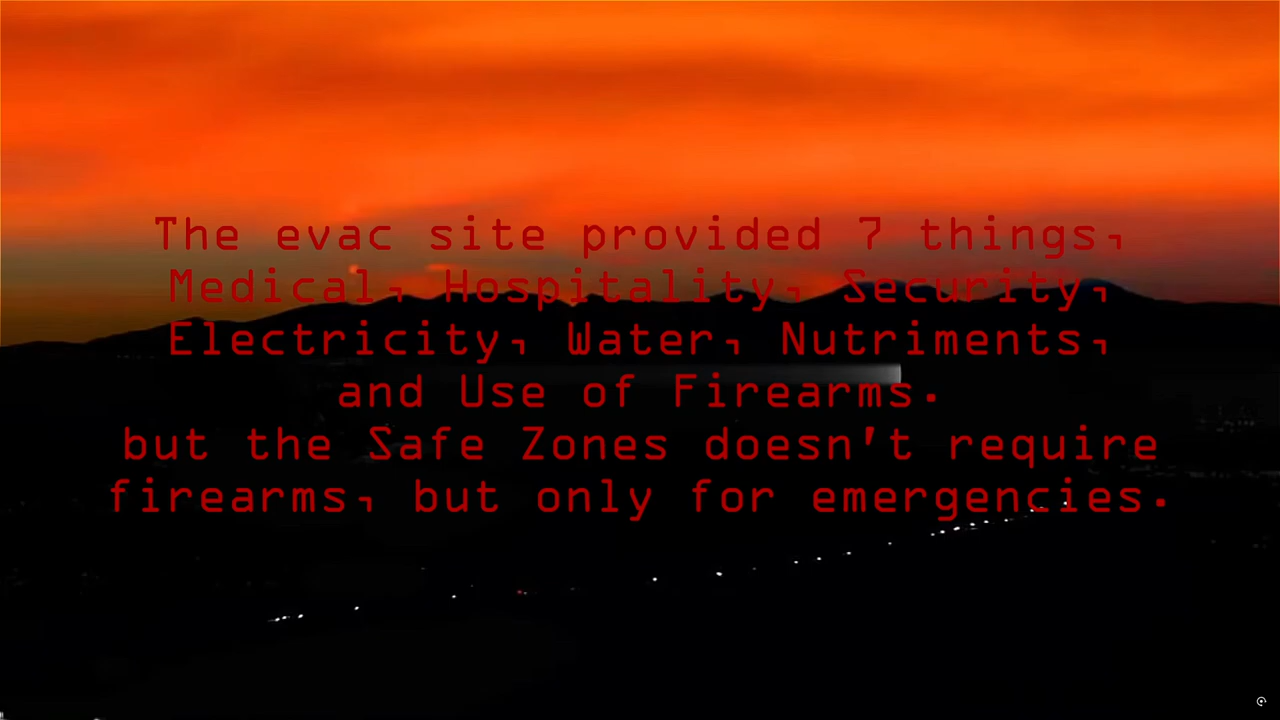 The evac site provided 7 things,
Medical, Hospitality, Security,
Electricity, Water, Nutriments,
and Use of Firearms.
but the Safe Zones doesn't require
firearms, but only for emergencies.